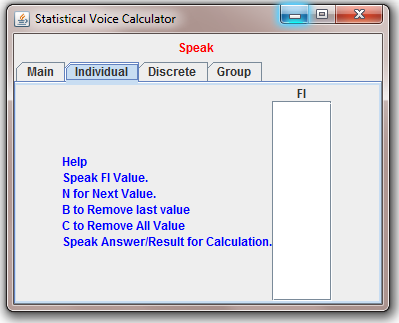 Statistical Voice Calculator
Speak
Main Individual Discrete Group
FI
Help
Speak FI Value.
N for Next Value.
B to Remove last value
C to Remove All Value
Speak Answer/Result for Calculation.